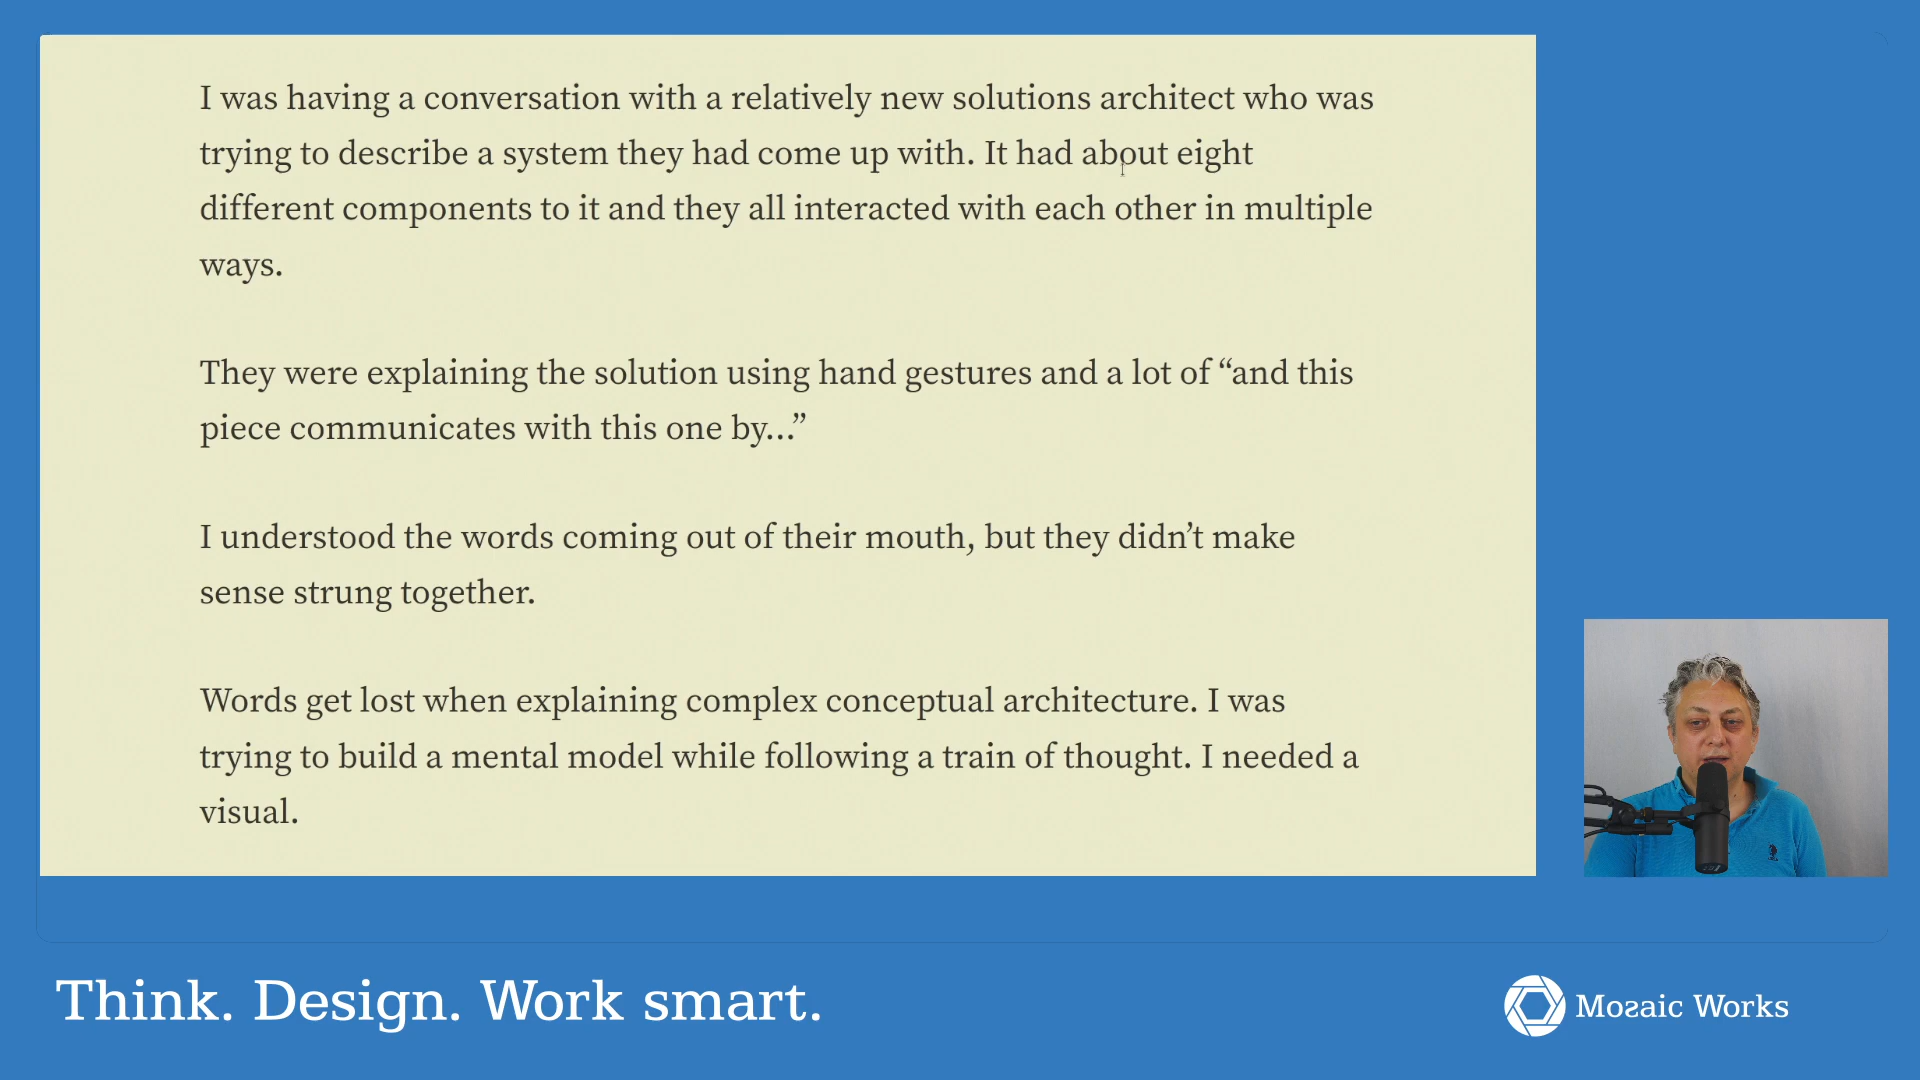 I was having a conversation with a relatively new solutions architect who was
trying to describe a system they had come up with. It had about eight
different components to it and they all interacted with each other in multiple
ways.
They were explaining the solution using hand gestures and a lot of “and this
piece communicates with this one by…”
I understood the words coming out of their mouth, but they didn’t make
sense strung together.
Words get lost when explaining complex conceptual architecture. I was
trying to build a mental model while following a train of thought. I needed a
visual.
Think. Design. Work smart.
Mozaic Works